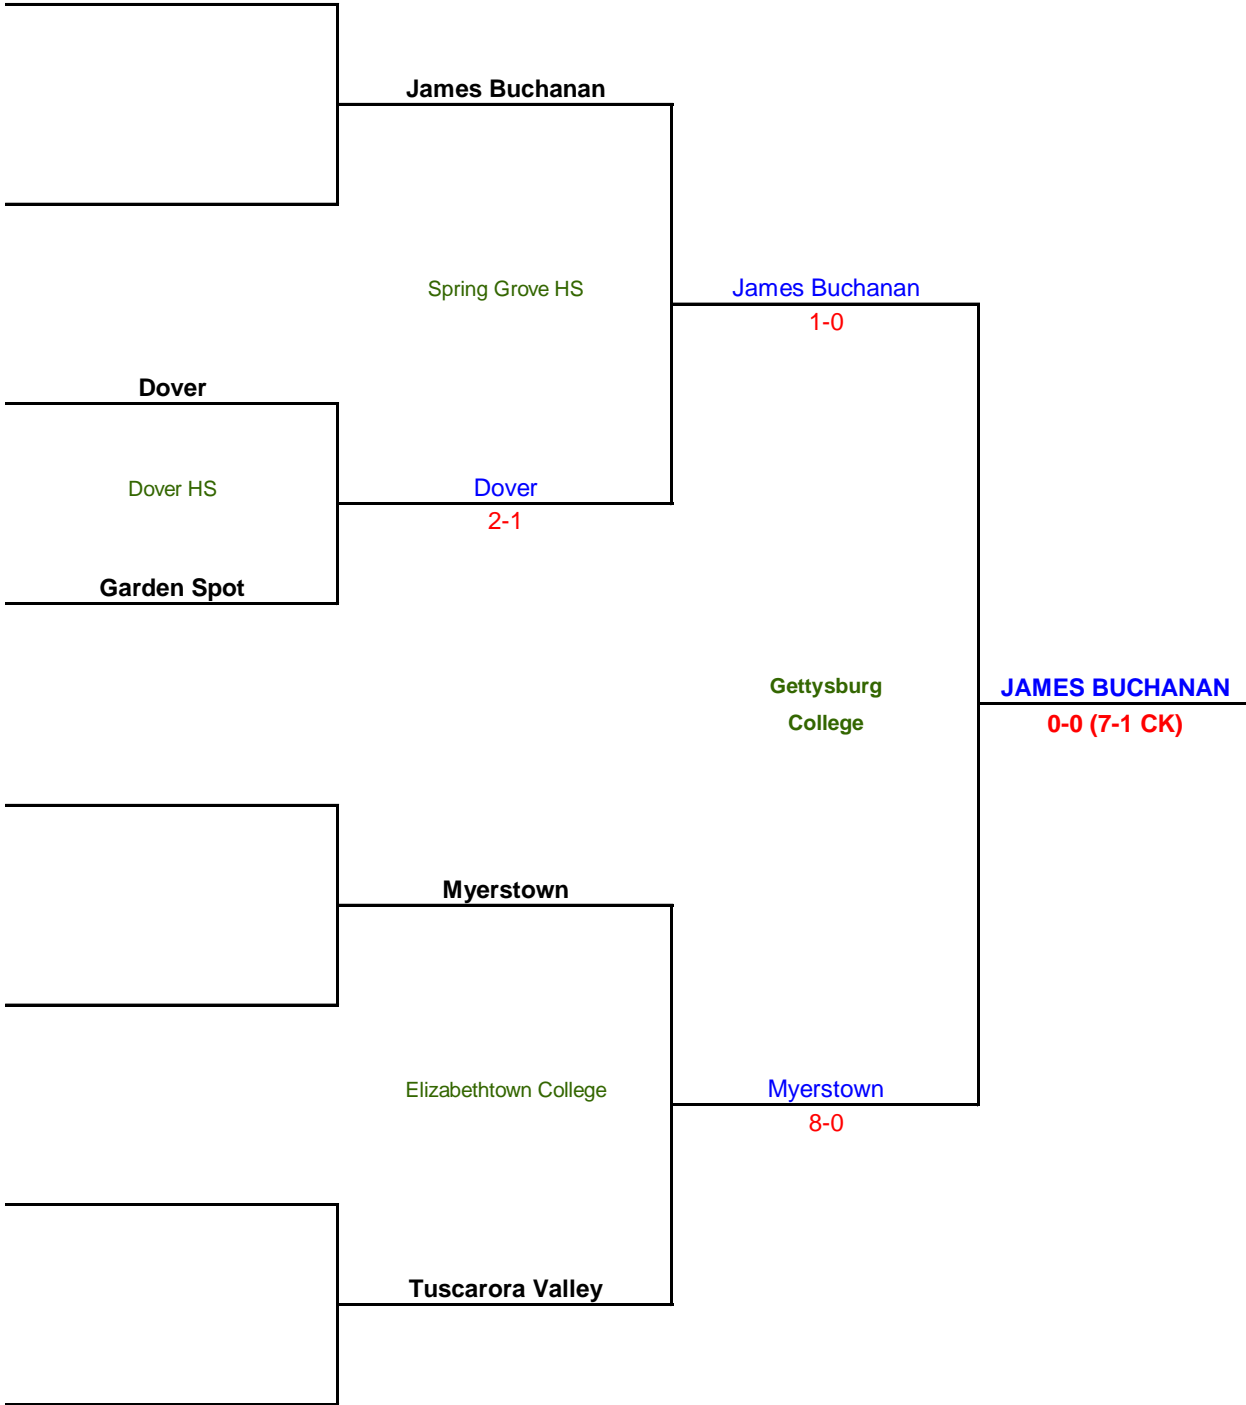 James Buchanan
Spring Grove HS
James Buchanan
1-0
Dover
Dover HS
Dover
2-1
Garden Spot
Gettysburg
College
JAMES BUCHANAN
0-0 (7-1 CK)
Myerstown
Elizabethtown College
Myerstown
8-0
Tuscarora Valley